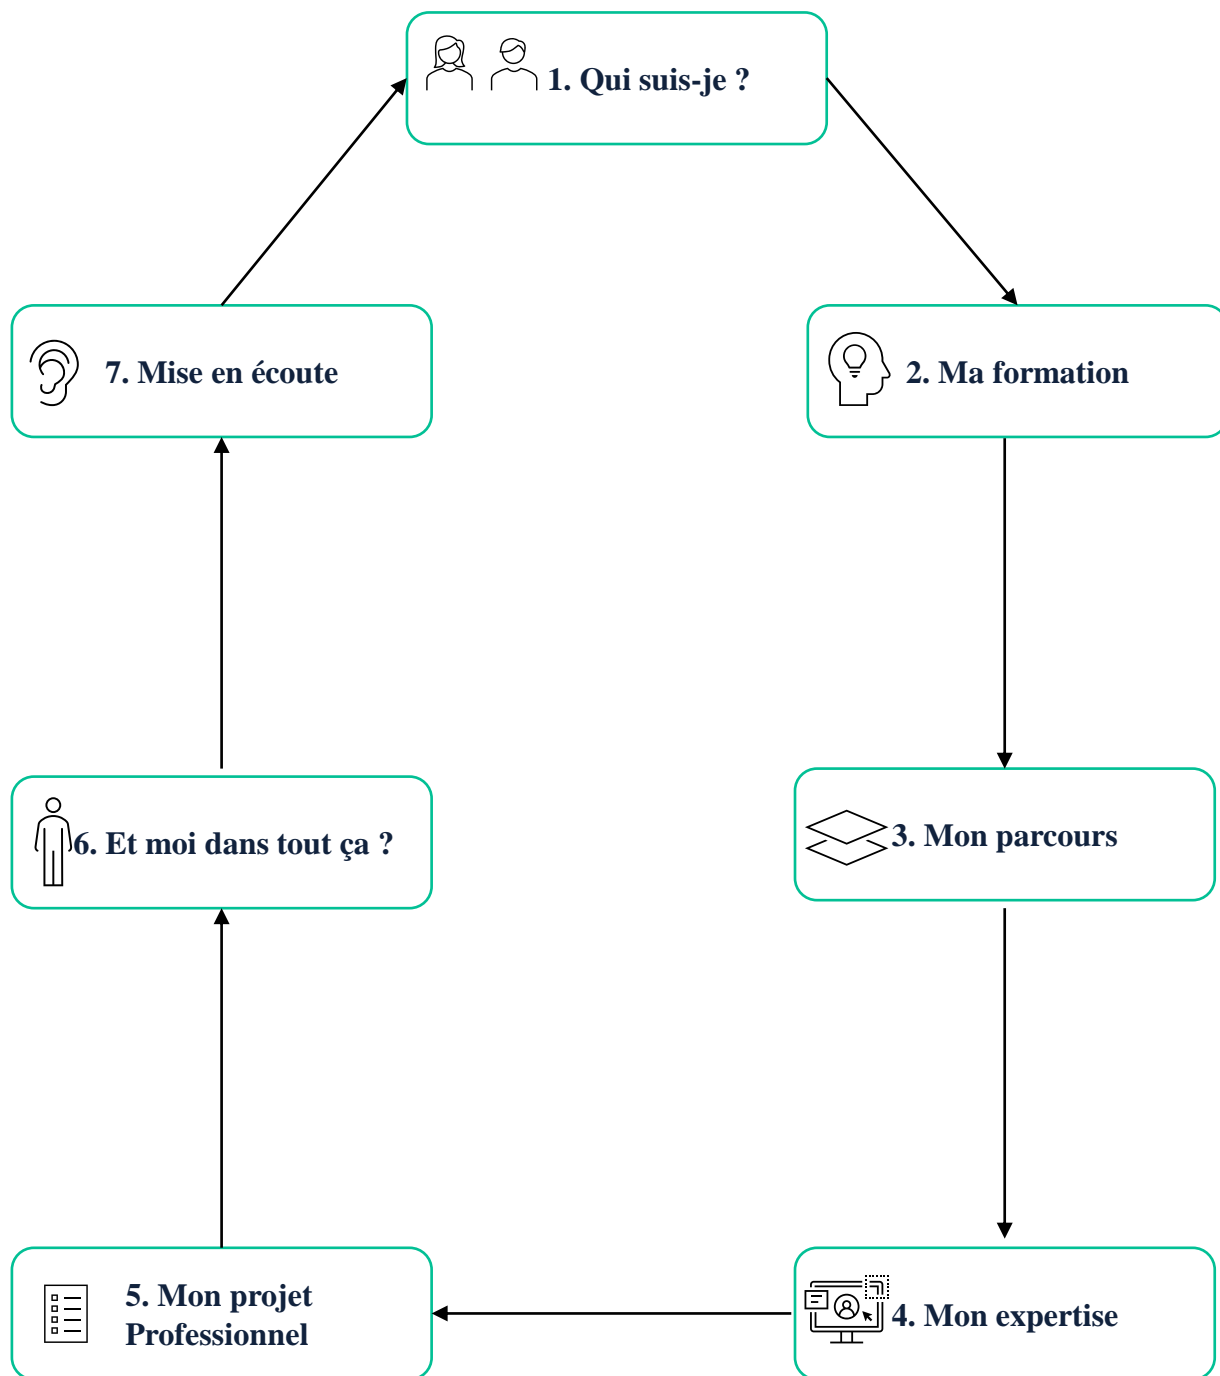 1. Qui suis-je ?
2. Ma formation
3. Mon parcours
4. Mon expertise
5. Mon projet
Professionnel
6. Et moi dans tout ça ?
7. Mise en écoute